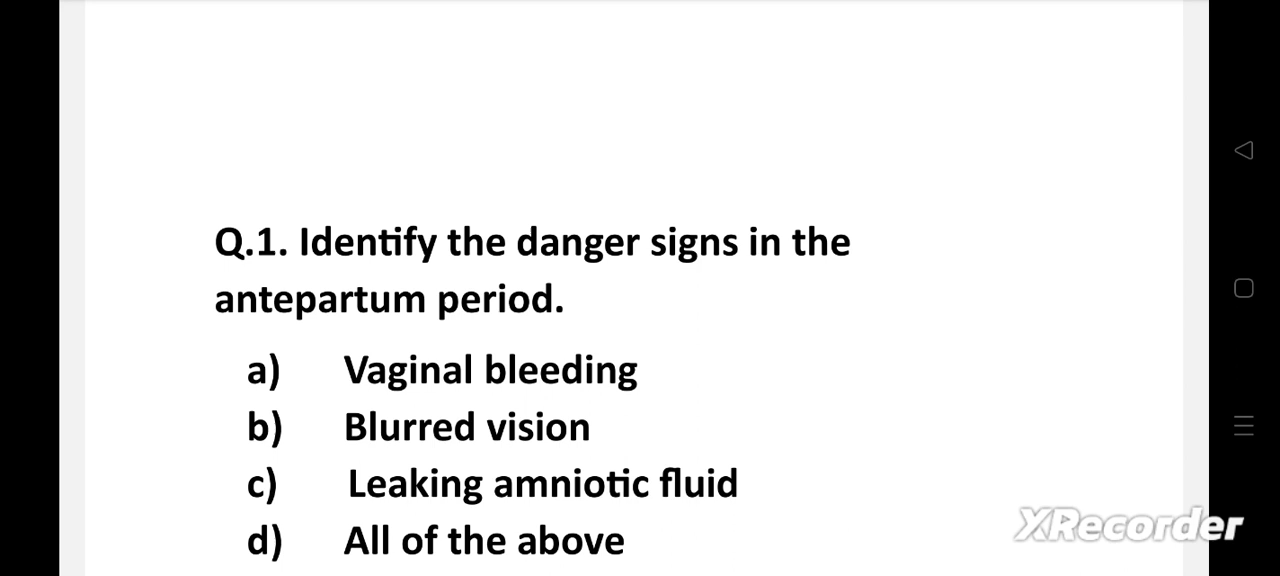 Q.1. Identify the danger signs in the
antepartum period.
a) Vaginal bleeding
b) Blurred vision
c) Leaking amniotic fluid
d) All of the above
XRecorder